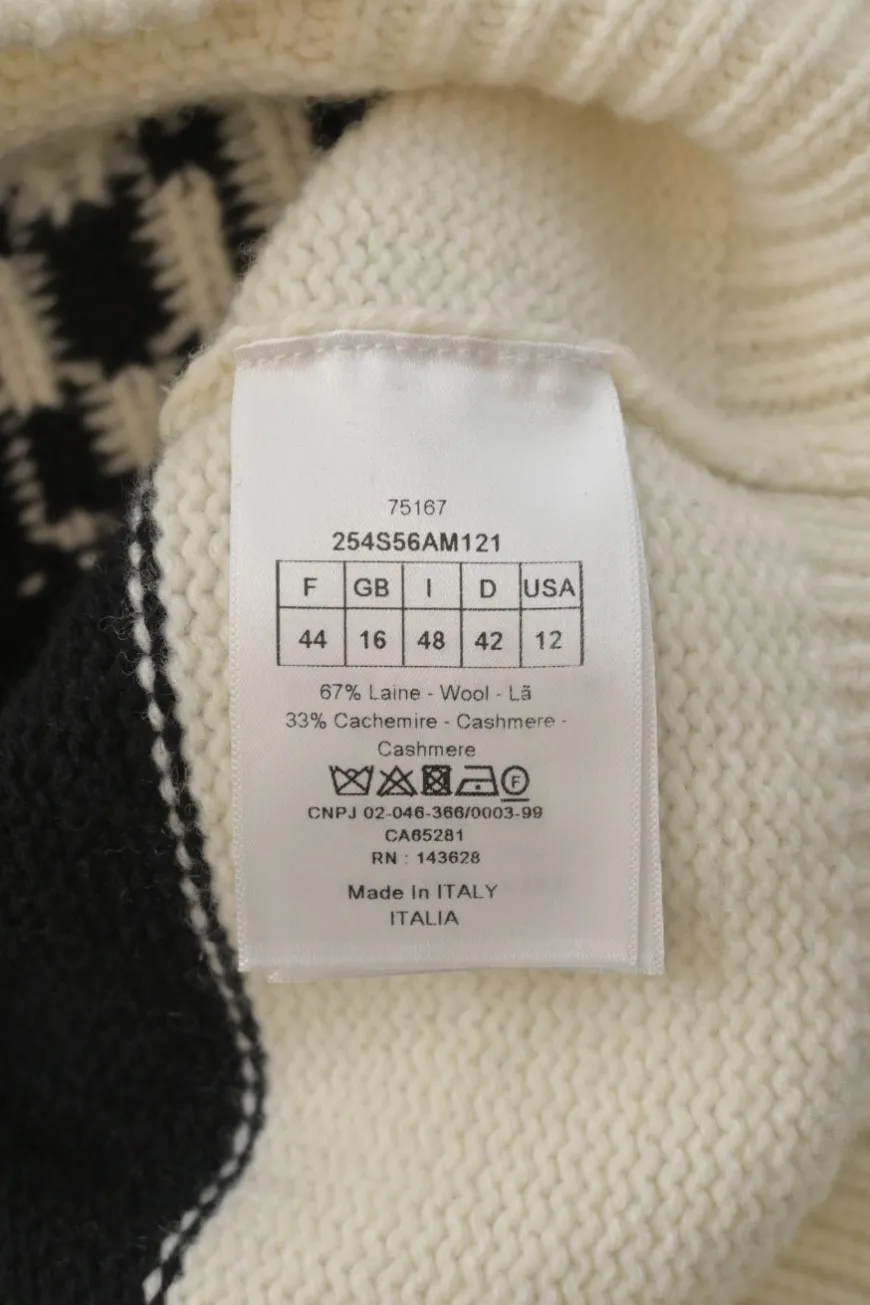 75167
254S56AM121
F GB I D USA
44 16 48 42 12
67% Laine - Wool - Lã
33% Cachemire - Cashmere -
Cashmere
F
CNPJ 02-046-366/0003-99
CA65281
RN : 143628
Made In ITALY
ITALIA